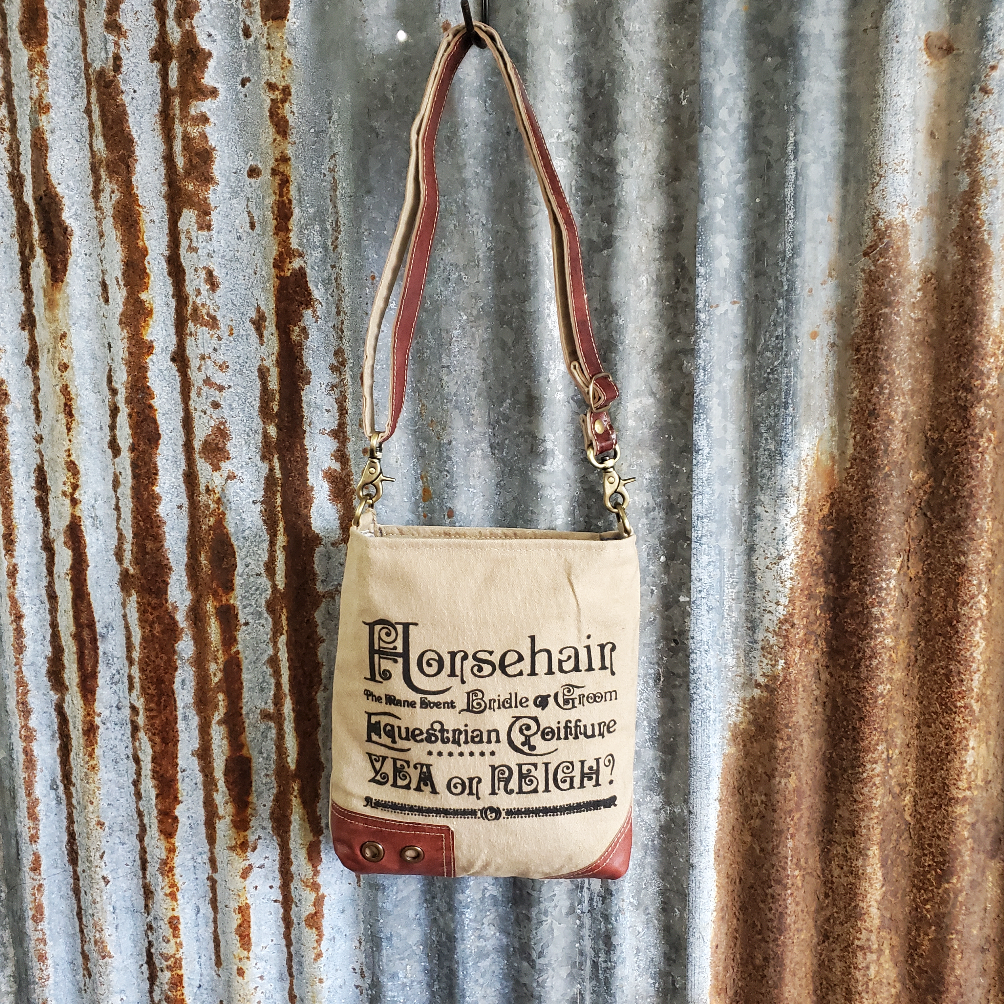 Horsehair
The Mane Event Bridle & Groom
Equestrian Coiffure
YEA or NEIGH?